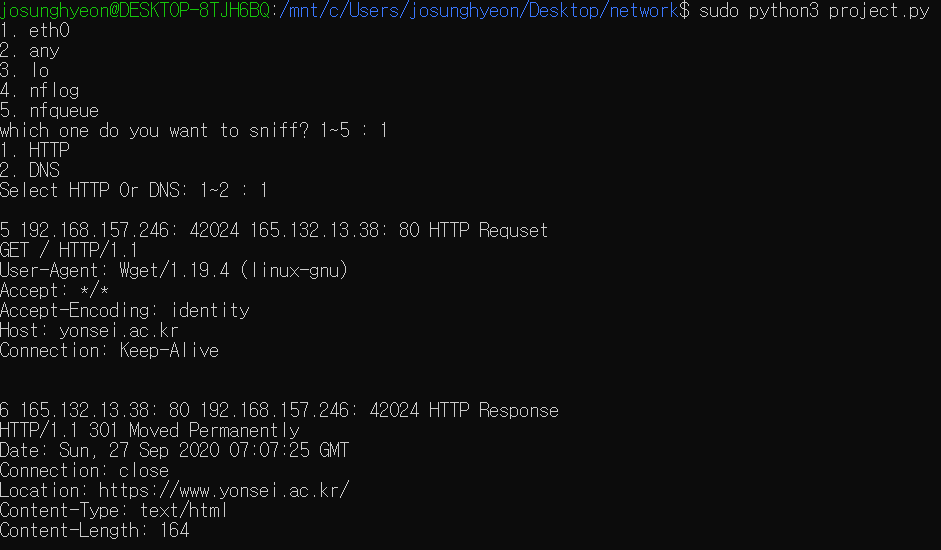 josunghyeon@DESKTOP-8TJH6BQ:/mnt/c/Users/josunghyeon/Desktop/network$ sudo python3 project.py
1. eth0
2. any
3. lo
4. nflog
5. nfqueue
which one do you want to sniff? 1~5 : 1
1. HTTP
2. DNS
Select HTTP Or DNS: 1~2 : 1
5 192.168.157.246: 42024 165.132.13.38: 80 HTTP Requset
GET / HTTP/1.1
User-Agent: Wget/1.19.4 (linux-gnu)
Accept: */*
Accept-Encoding: identity
Host: yonsei.ac.kr
Connection: Keep-Alive
6 165.132.13.38: 80 192.168.157.246: 42024 HTTP Response
HTTP/1.1 301 Moved Permanently
Date: Sun, 27 Sep 2020 07:07:25 GMT
Connection: close
Location: https://www.yonsei.ac.kr/
Content-Type: text/html
Content-Length: 164